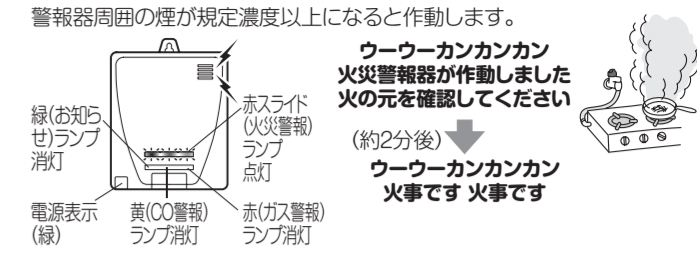 警報器周囲の煙が規定濃度以上になると作動します。
緑(お知ら
せ)ランプ
消灯
電源表示
(緑)
黄(CO警報)
ランプ消灯
赤(ガス警報)
ランプ消灯
赤スライド
(火災警報)
ランプ
点灯
ウーウーカンカンカン
火災警報器が作動しました
火の元を確認してください
(約2分後)
ウーウーカンカンカン
火事です 火事です